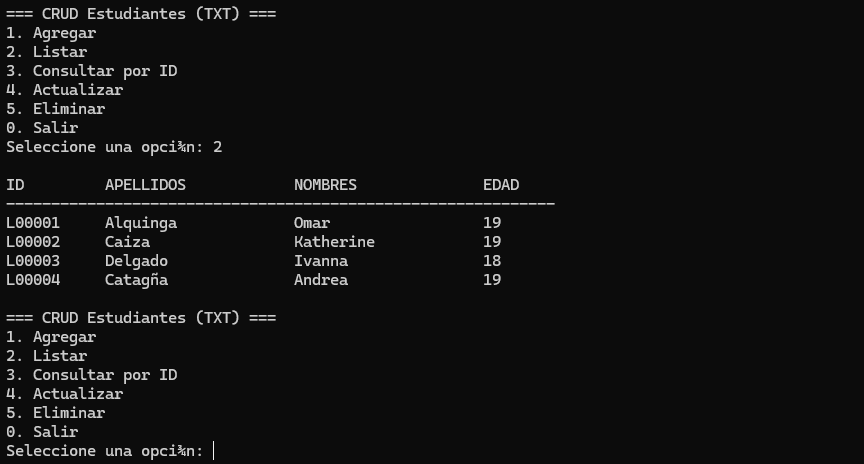 === CRUD Estudiantes (TXT) ===
1. Agregar
2. Listar
3. Consultar por ID
4. Actualizar
5. Eliminar
0. Salir
Seleccione una opci¾n: 2
ID APELLIDOS NOMBRES EDAD
-------------------------------------------------------------
L00001 Alquinga Omar 19
L00002 Caiza Katherine 19
L00003 Delgado Ivanna 18
L00004 Catagña Andrea 19
=== CRUD Estudiantes (TXT) ===
1. Agregar
2. Listar
3. Consultar por ID
4. Actualizar
5. Eliminar
0. Salir
Seleccione una opci¾n: